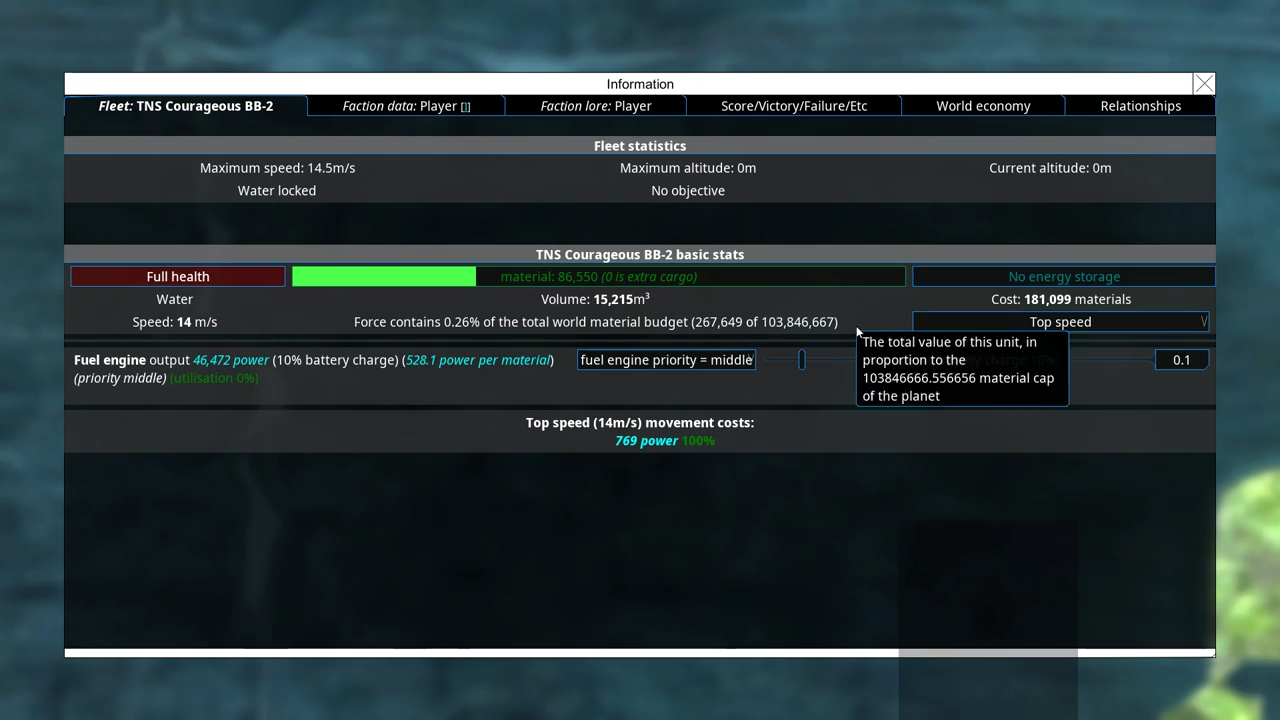 Information
Fleet: TNS Courageous BB-2
Faction data: Player []]
Faction lore: Player
Score/Victory/Failure/Etc
World economy
Relationships
Fleet statistics
Maximum speed: 14.5m/s
Maximum altitude: 0m
Current altitude: 0m
Water locked
No objective
TNS Courageous BB-2 basic stats
Full health
material: 86,550 (0 is extra cargo)
No energy storage
Water
Volume: 15,215m³
Cost: 181,099 materials
Speed: 14 m/s
Force contains 0.26% of the total world material budget (267,649 of 103,846,667)
Top speed
The total value of this unit, in
proportion to the
103846666.556656 material cap
of the planet
Fuel engine output 46,472 power (10% battery charge) (528.1 power per material)
(priority middle) (utilisation 0%)
fuel engine priority = middle
0.1
Top speed (14m/s) movement costs:
769 power 100%